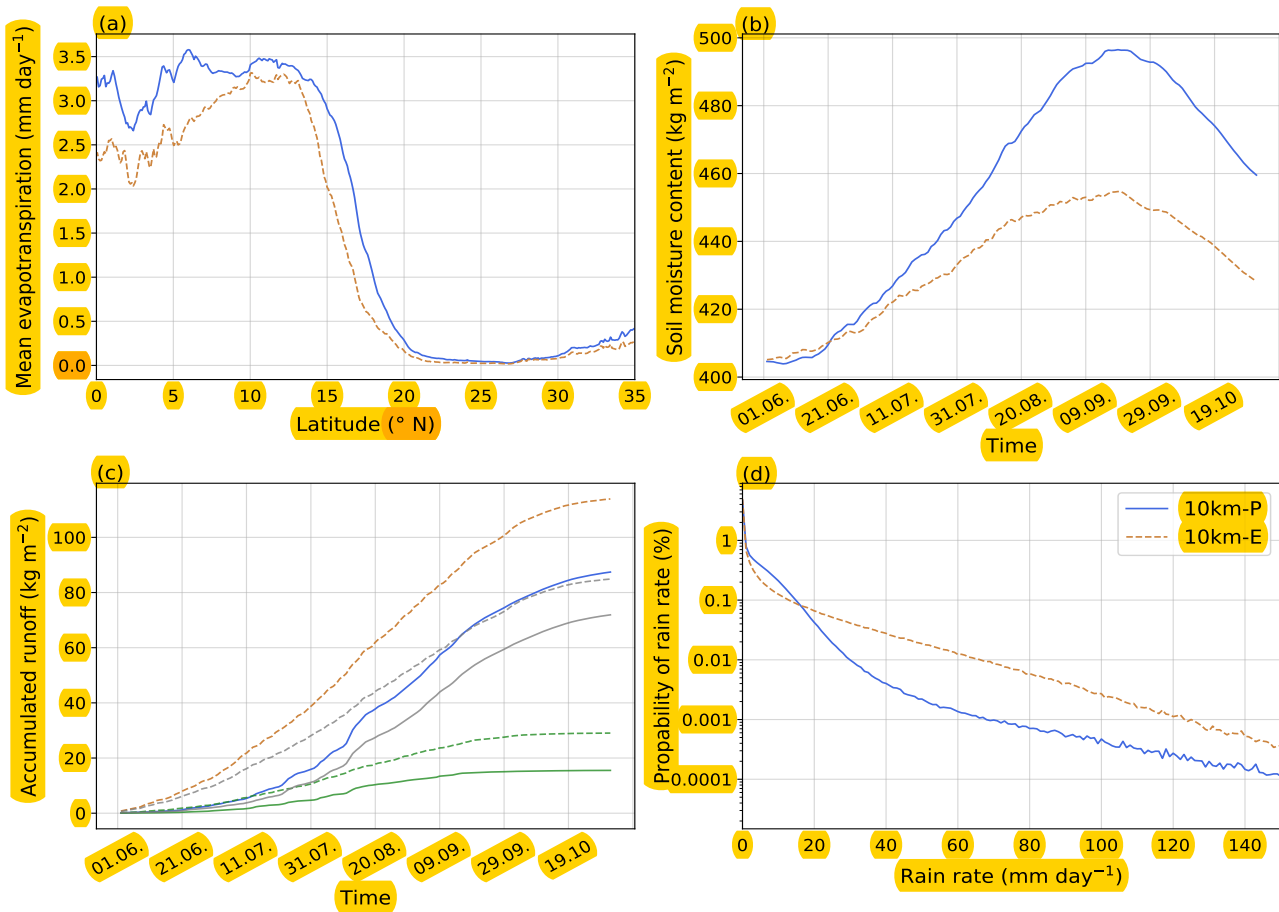 (a)
Mean evapotranspiration (mm day⁻¹)
3.5
3.0
2.5
2.0
1.5
1.0
0.5
0.0
0 5 10 15 20 25 30 35
Latitude (° N)
(b)
Soil moisture content (kg m⁻²)
500
480
460
440
420
400
01.06. 21.06. 11.07. 31.07. 20.08. 09.09. 29.09. 19.10
Time
(c)
Accumulated runoff (kg m⁻²)
100
80
60
40
20
0
01.06. 21.06. 11.07. 31.07. 20.08. 09.09. 29.09. 19.10
Time
(d)
Propability of rain rate (%)
1
0.1
0.01
0.001
0.0001
10km-P
10km-E
0 20 40 60 80 100 120 140
Rain rate (mm day⁻¹)